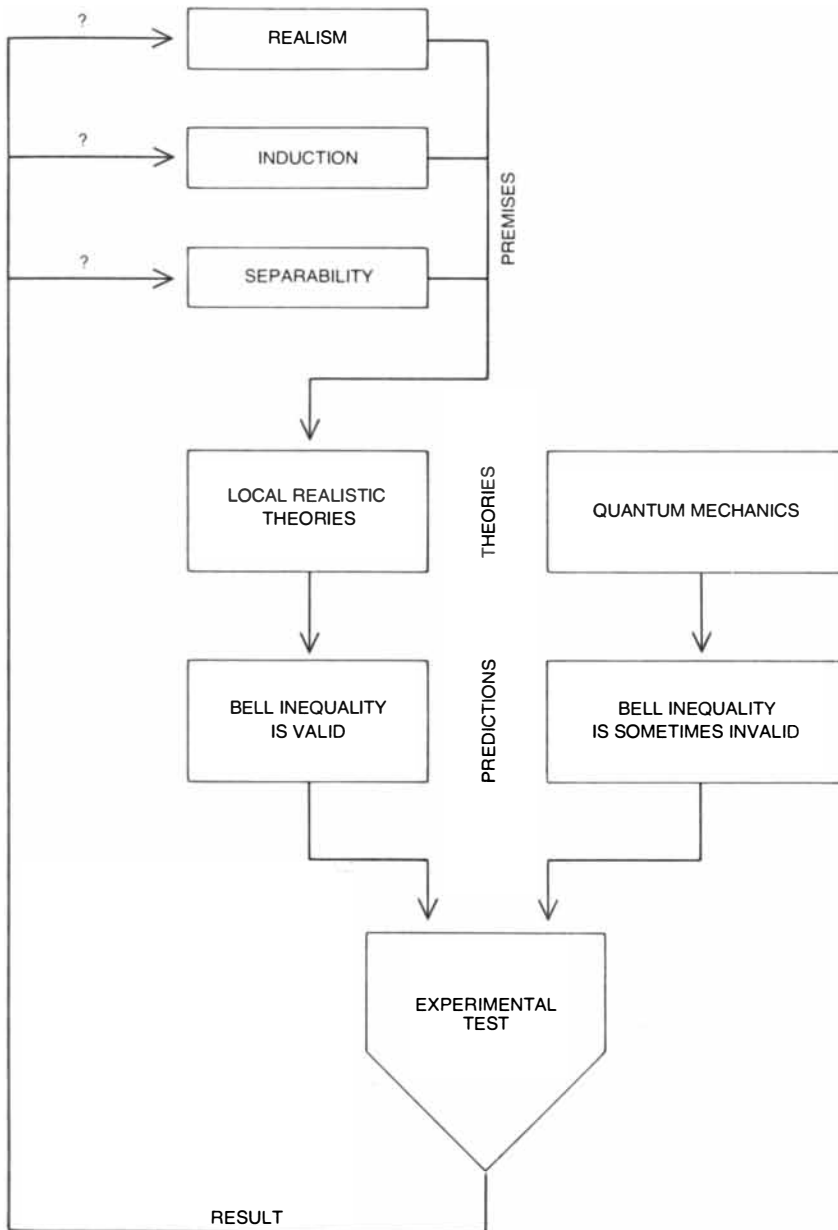 ?
REALISM
?
INDUCTION
PREMISES
?
SEPARABILITY
LOCAL REALISTIC
THEORIES
THEORIES
QUANTUM MECHANICS
BELL INEQUALITY
IS VALID
PREDICTIONS
BELL INEQUALITY
IS SOMETIMES INVALID
EXPERIMENTAL
TEST
RESULT